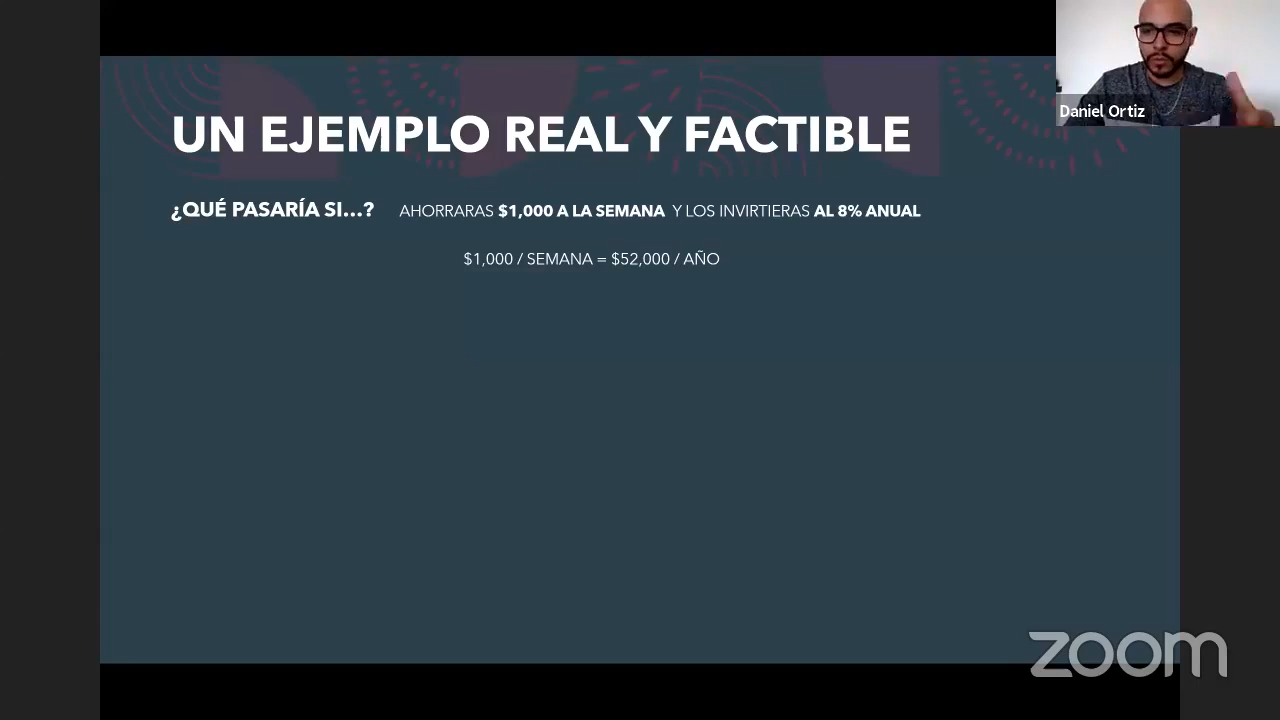 Daniel Ortiz
UN EJEMPLO REAL Y FACTIBLE
¿QUÉ PASARÍA SI...? AHORRARAS $1,000 A LA SEMANA Y LOS INVIRTIERAS AL 8% ANUAL
$1,000 / SEMANA = $52,000 / AÑO
zoom